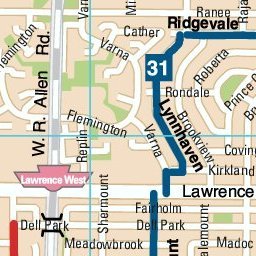 Ranee
Cather
Ridgevale
Flemington
Varna
W. R. Allen Rd.
31
Roberta
Rondale
Prince
Lynnhaven
Brookview
Flemington
Varna
Replin
Coving
Kirkland
Lawrence West
Lawrence
Shermount
Fairholm
Dell Park
Dell Park
Meadowbrook
Madoc